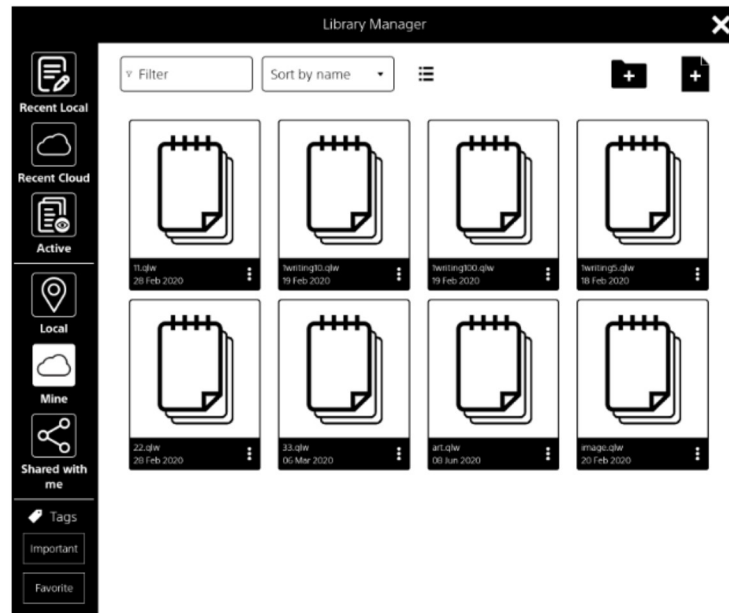 Library Manager
Recent Local
Recent Cloud
Active
Local
Mine
Shared with
me
Tags
Important
Favorite
Filter
Sort by name
11.qlw
28 Feb 2020
1writing10.qlw
19 Feb 2020
1writing100.qlw
19 Feb 2020
1writing5.qlw
18 Feb 2020
22.qlw
28 Feb 2020
33.qlw
06 Mar 2020
art.qlw
08 Jun 2020
image.qlw
20 Feb 2020